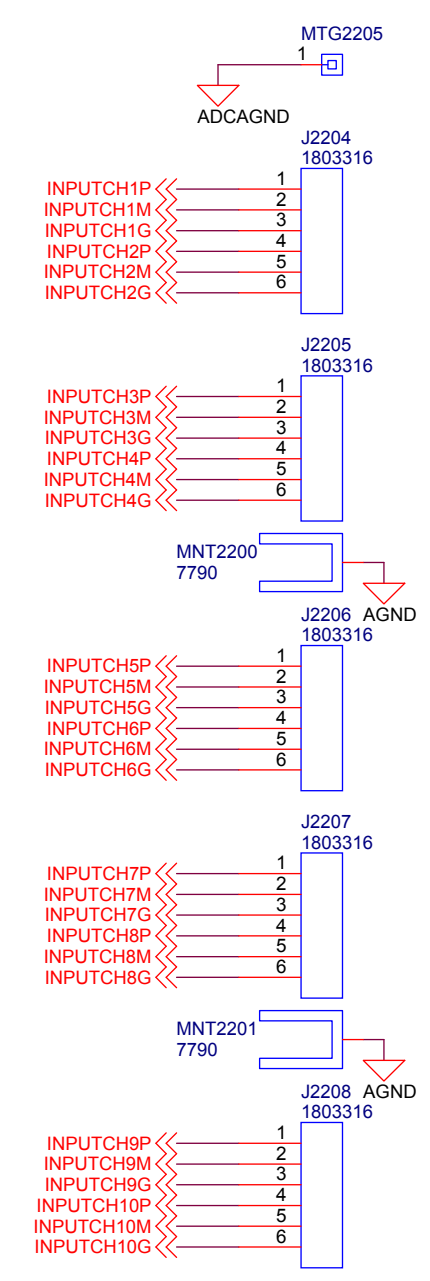 MTG2205
1
ADCAGND
J2204
1803316
INPUTCH1P 1
INPUTCH1M 2
INPUTCH1G 3
INPUTCH2P 4
INPUTCH2M 5
INPUTCH2G 6
J2205
1803316
INPUTCH3P 1
INPUTCH3M 2
INPUTCH3G 3
INPUTCH4P 4
INPUTCH4M 5
INPUTCH4G 6
MNT2200
7790
AGND
J2206
1803316
INPUTCH5P 1
INPUTCH5M 2
INPUTCH5G 3
INPUTCH6P 4
INPUTCH6M 5
INPUTCH6G 6
J2207
1803316
INPUTCH7P 1
INPUTCH7M 2
INPUTCH7G 3
INPUTCH8P 4
INPUTCH8M 5
INPUTCH8G 6
MNT2201
7790
AGND
J2208
1803316
INPUTCH9P 1
INPUTCH9M 2
INPUTCH9G 3
INPUTCH10P 4
INPUTCH10M 5
INPUTCH10G 6